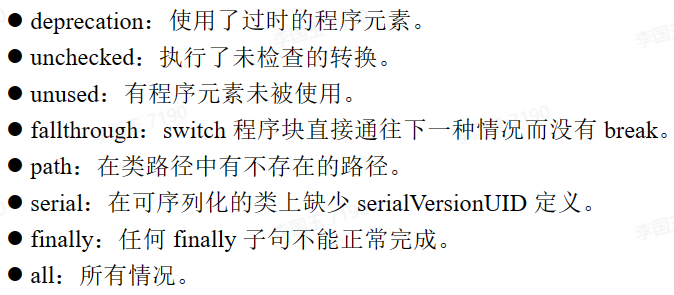 ● deprecation：使用了过时的程序元素。
● unchecked：执行了未检查的转换。
● unused：有程序元素未被使用。
● fallthrough：switch 程序块直接通往下一种情况而没有 break。
● path：在类路径中有不存在的路径。
● serial：在可序列化的类上缺少 serialVersionUID 定义。
● finally：任何 finally 子句不能正常完成。
● all：所有情况。